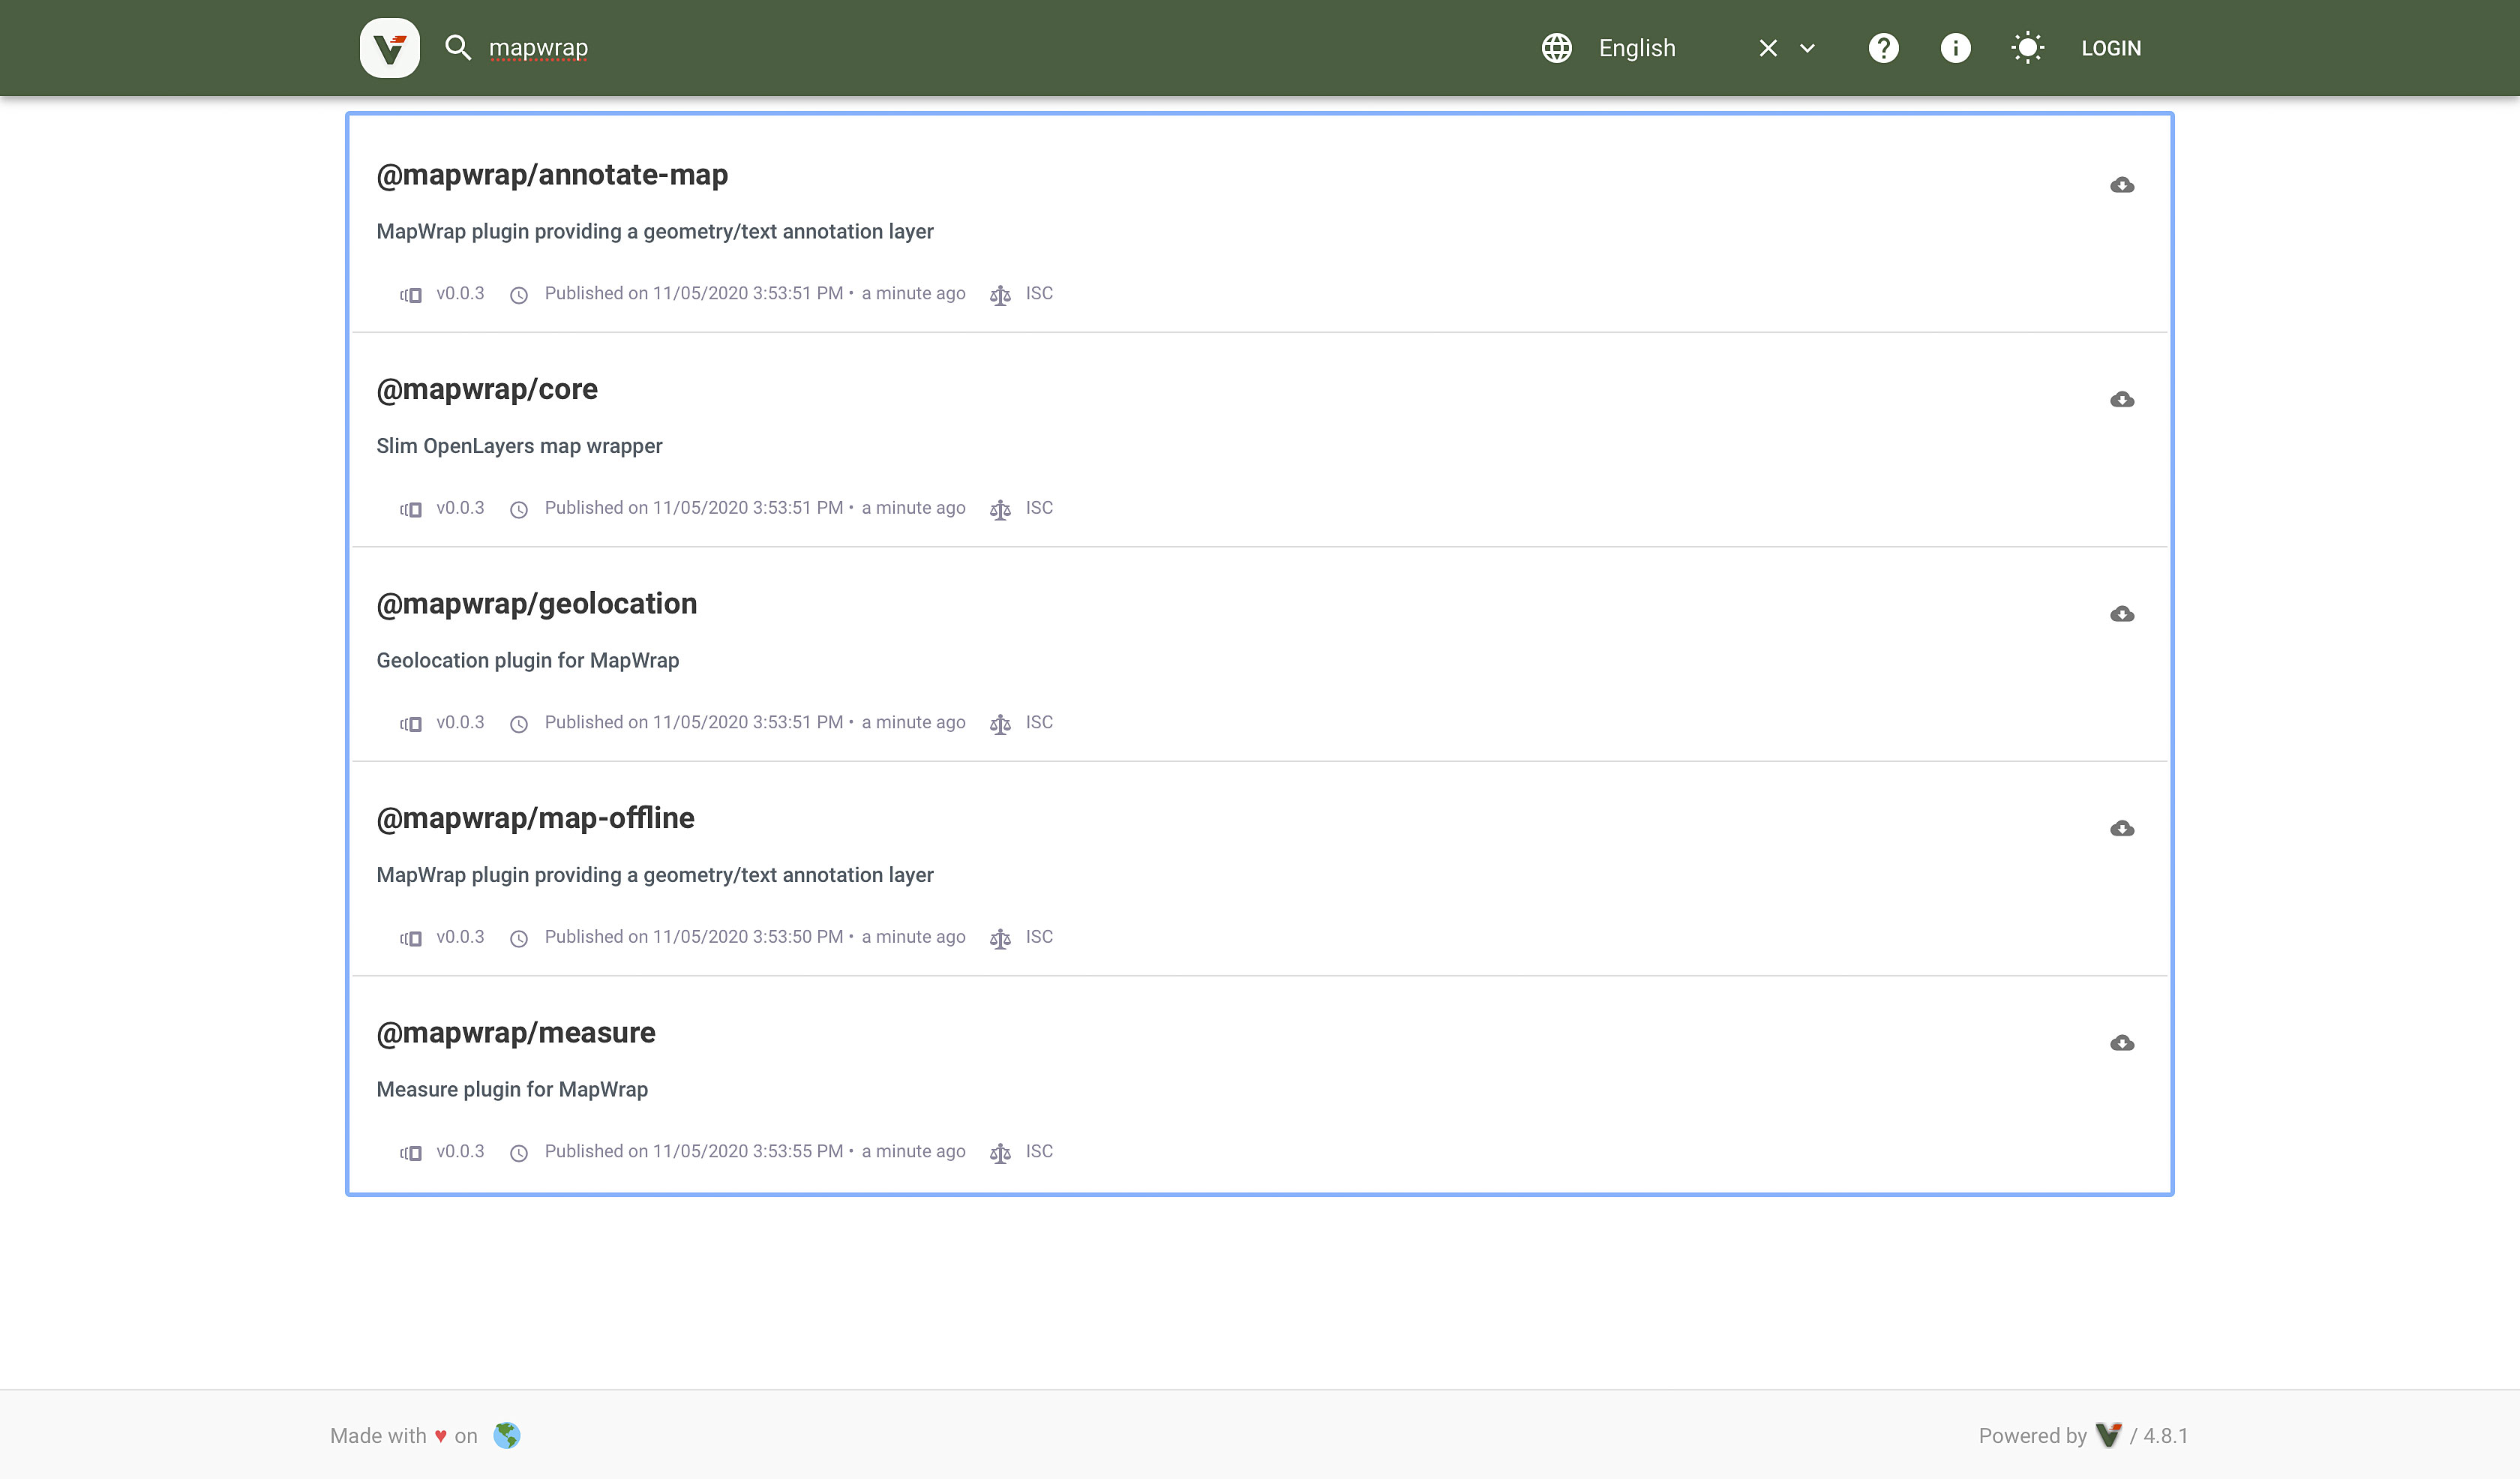 mapwrap English LOGIN
@mapwrap/annotate-map
MapWrap plugin providing a geometry/text annotation layer
v0.0.3 Published on 11/05/2020 3:53:51 PM • a minute ago ISC
@mapwrap/core
Slim OpenLayers map wrapper
v0.0.3 Published on 11/05/2020 3:53:51 PM • a minute ago ISC
@mapwrap/geolocation
Geolocation plugin for MapWrap
v0.0.3 Published on 11/05/2020 3:53:51 PM • a minute ago ISC
@mapwrap/map-offline
MapWrap plugin providing a geometry/text annotation layer
v0.0.3 Published on 11/05/2020 3:53:50 PM • a minute ago ISC
@mapwrap/measure
Measure plugin for MapWrap
v0.0.3 Published on 11/05/2020 3:53:55 PM • a minute ago ISC
Made with ♥ on
Powered by / 4.8.1